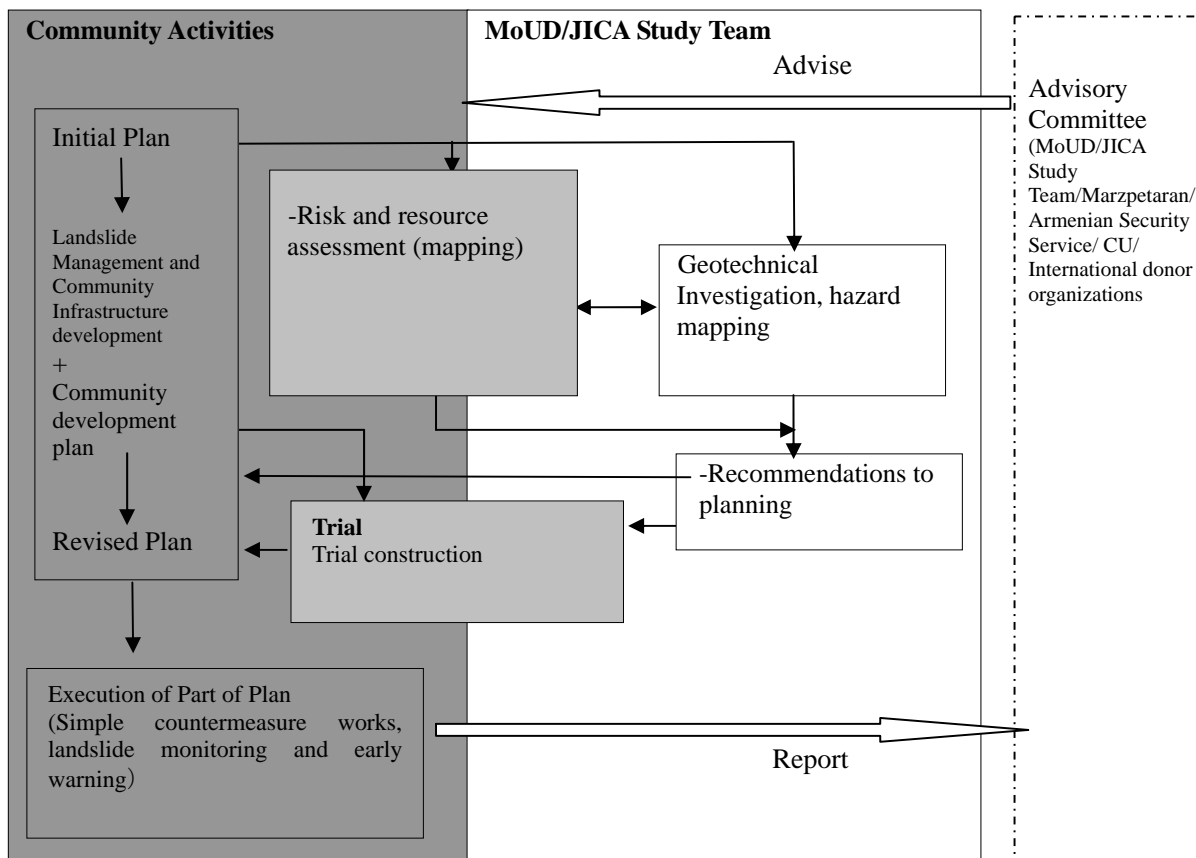 Community Activities
MoUD/JICA Study Team
Advise
Advisory
Committee
(MoUD/JICA
Study
Team/Marzpetaran/
Armenian Security
Service/ CU/
International donor
organizations
Initial Plan
Landslide
Management and
Community
Infrastructure
development
+
Community
development
plan
Revised Plan
-Risk and resource
assessment (mapping)
Geotechnical
Investigation, hazard
mapping
-Recommendations to
planning
Trial
Trial construction
Execution of Part of Plan
(Simple countermeasure works,
landslide monitoring and early
warning）
Report